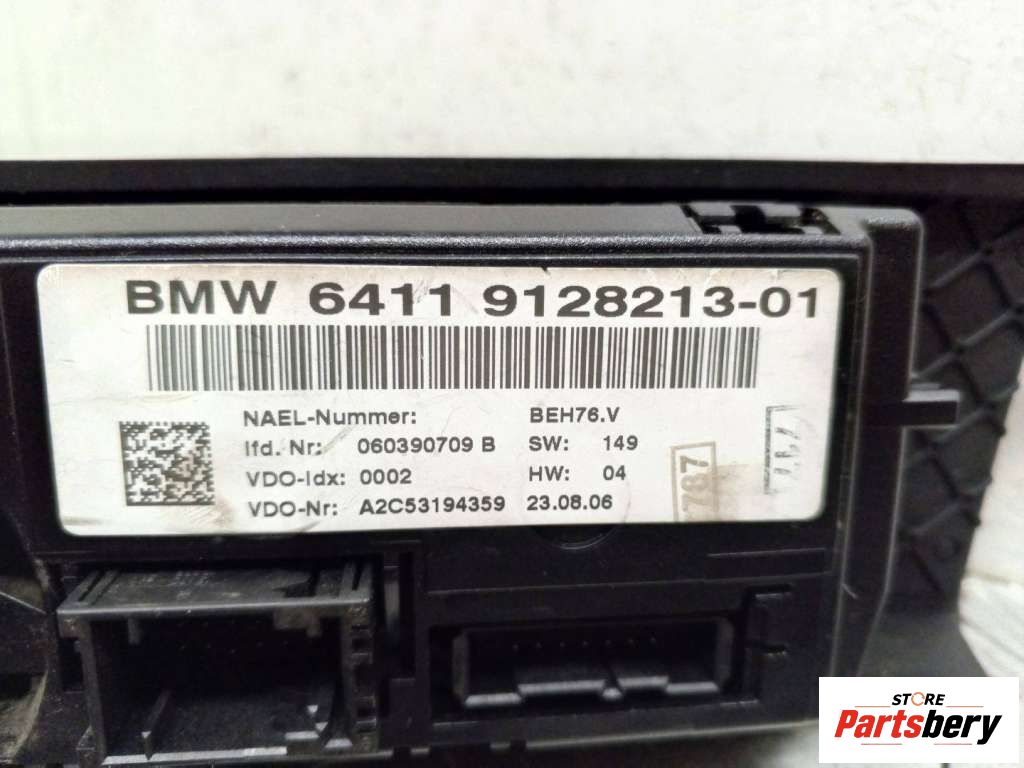 BMW 6411 9128213-01
NAEL-Nummer: BEH76.V
lfd. Nr: 060390709 B SW: 149
VDO-Idx: 0002 HW: 04
VDO-Nr: A2C53194359 23.08.06
787
STORE
Partsbery